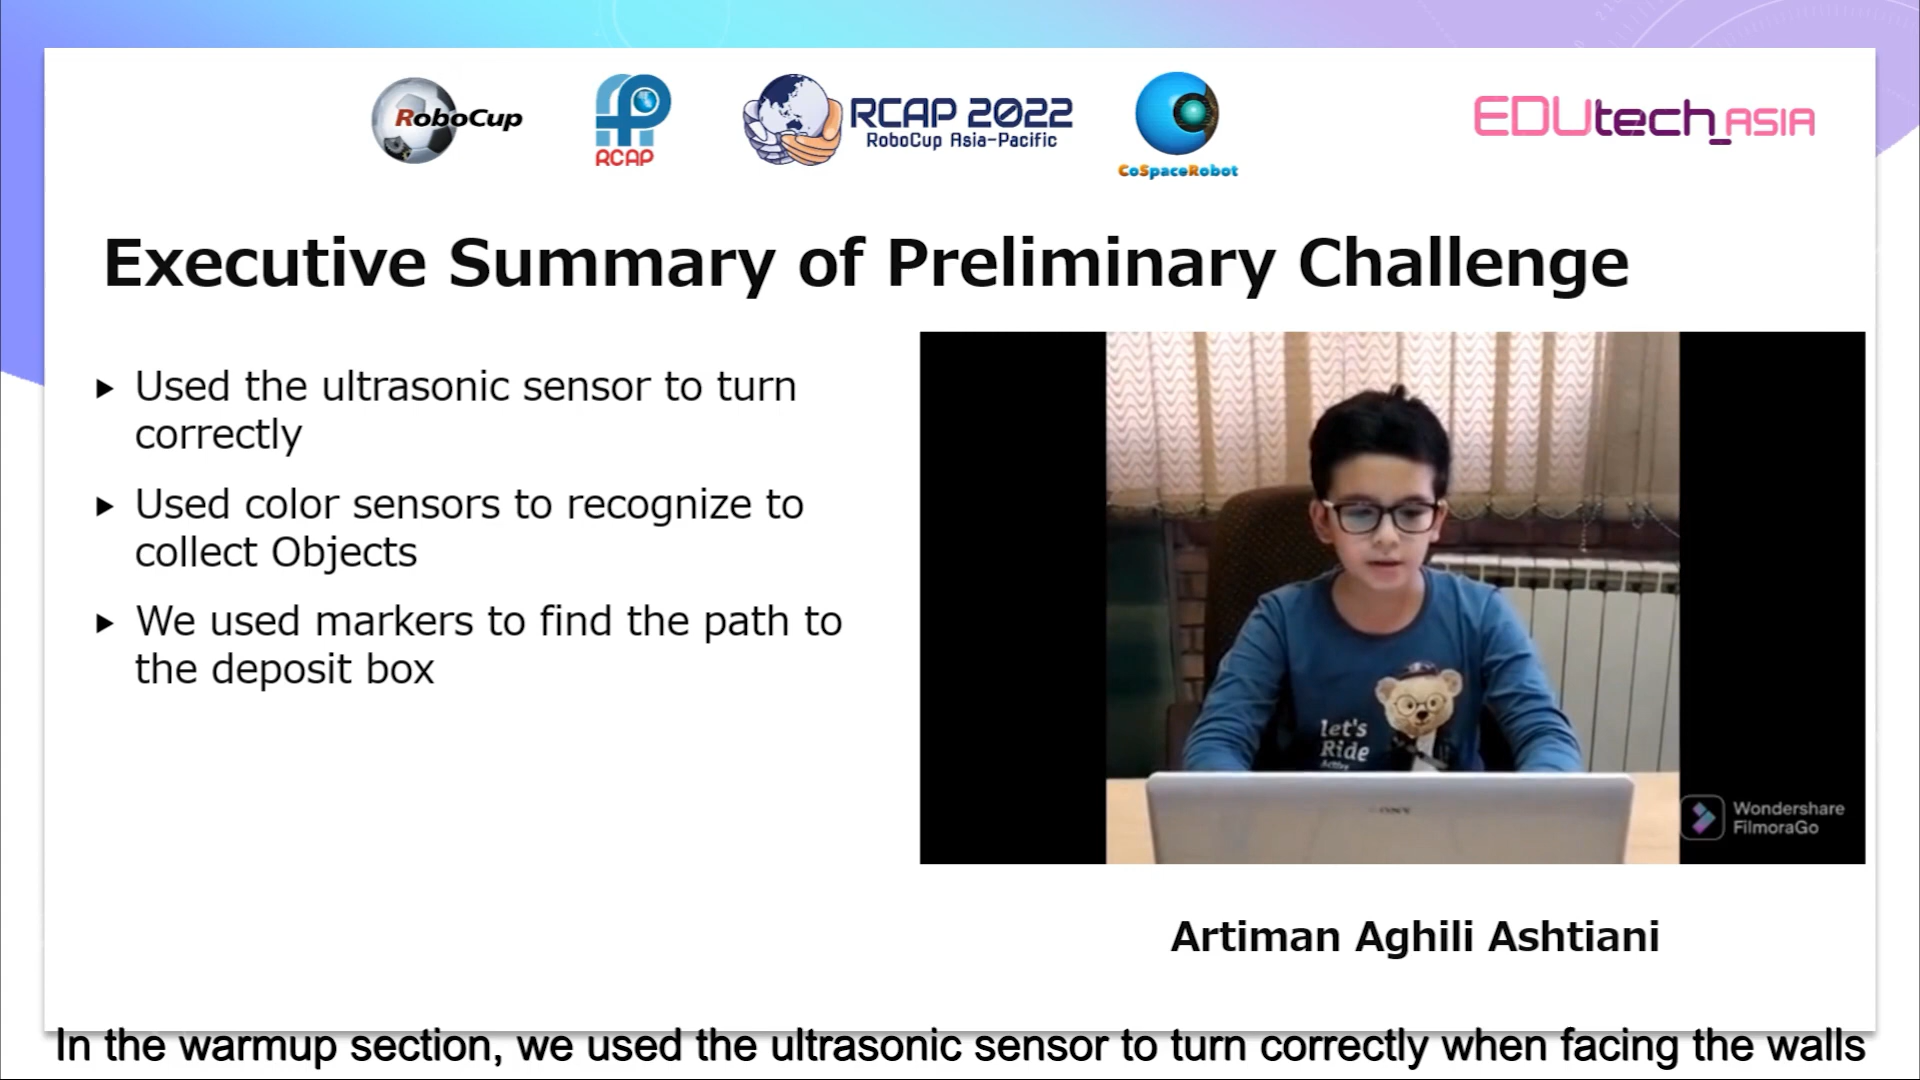 RoboCup
RCAP
RCAP 2022
RoboCup Asia-Pacific
CoSpaceRobot
EDUtech_ASIA
Executive Summary of Preliminary Challenge
Used the ultrasonic sensor to turn
correctly
Used color sensors to recognize to
collect Objects
We used markers to find the path to
the deposit box
let's
Ride
Active
SONY
Wondershare
FilmoraGo
Artiman Aghili Ashtiani
In the warmup section, we used the ultrasonic sensor to turn correctly when facing the walls